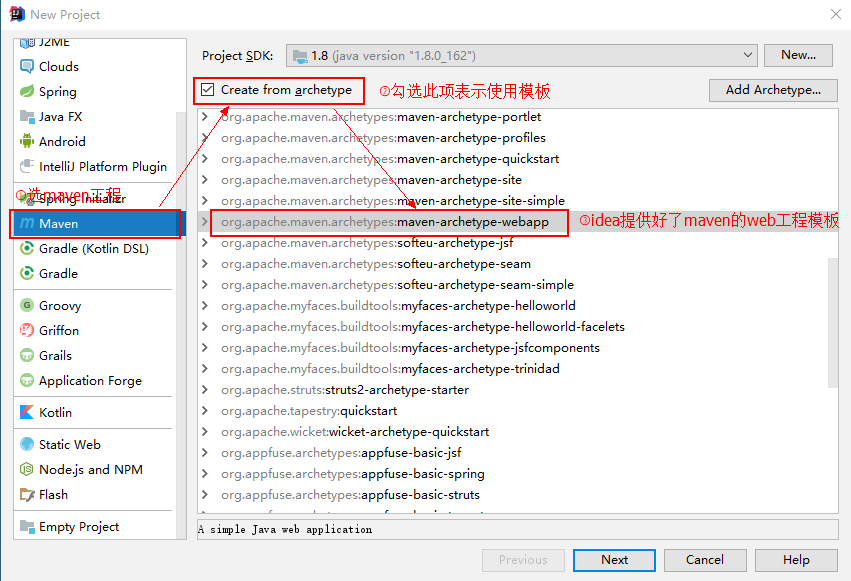 New Project
J2ME
Clouds
Spring
Java FX
Android
IntelliJ Platform Plugin
Spring Initializr
①选maven工程
Maven
Gradle (Kotlin DSL)
Gradle
Groovy
Griffon
Grails
Application Forge
Kotlin
Static Web
Node.js and NPM
Flash
Empty Project
Project SDK: 1.8 (java version "1.8.0_162") New...
Create from archetype ②勾选此项表示使用模板 Add Archetype...
org.apache.maven.archetypes:maven-archetype-portlet
org.apache.maven.archetypes:maven-archetype-profiles
org.apache.maven.archetypes:maven-archetype-quickstart
org.apache.maven.archetypes:maven-archetype-site
org.apache.maven.archetypes:maven-archetype-site-simple
org.apache.maven.archetypes:maven-archetype-webapp ③idea提供好了maven的web工程模板
org.apache.maven.archetypes:softeu-archetype-jsf
org.apache.maven.archetypes:softeu-archetype-seam
org.apache.maven.archetypes:softeu-archetype-seam-simple
org.apache.myfaces.buildtools:myfaces-archetype-helloworld
org.apache.myfaces.buildtools:myfaces-archetype-helloworld-facelets
org.apache.myfaces.buildtools:myfaces-archetype-jsfcomponents
org.apache.myfaces.buildtools:myfaces-archetype-trinidad
org.apache.struts:struts2-archetype-starter
org.apache.tapestry:quickstart
org.apache.wicket:wicket-archetype-quickstart
org.appfuse.archetypes:appfuse-basic-jsf
org.appfuse.archetypes:appfuse-basic-spring
org.appfuse.archetypes:appfuse-basic-struts
A simple Java web application
Previous Next Cancel Help